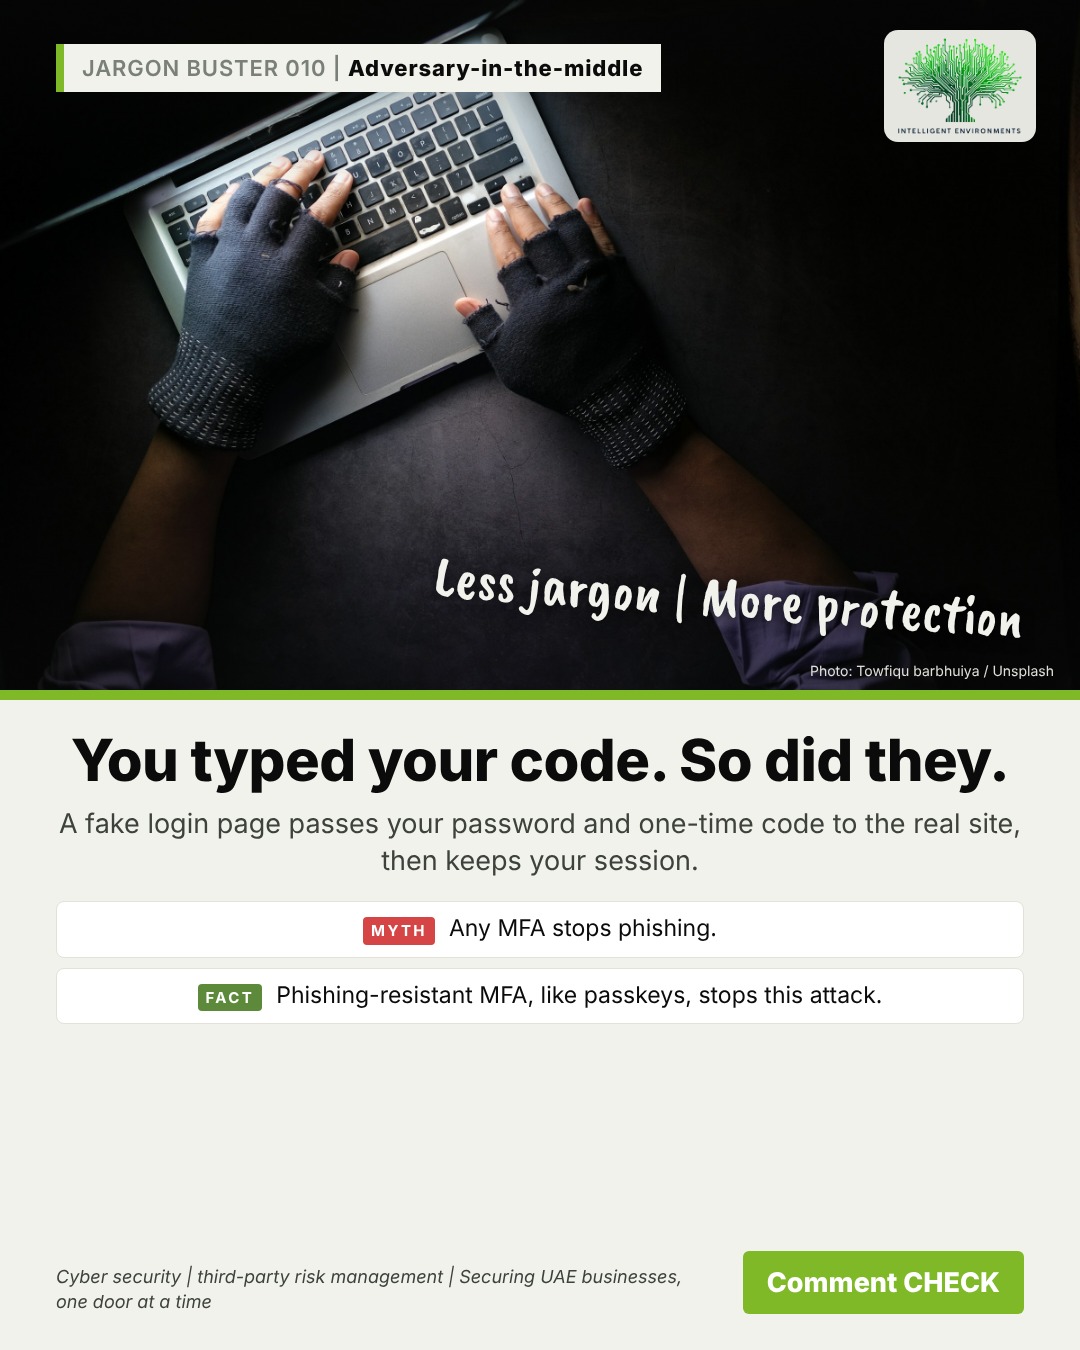 JARGON BUSTER 010 | Adversary-in-the-middle
INTELLIGENT ENVIRONMENTS
Less jargon | More protection
Photo: Towfiqu barbhuiya / Unsplash
You typed your code. So did they.
A fake login page passes your password and one-time code to the real site,
then keeps your session.
MYTH Any MFA stops phishing.
FACT Phishing-resistant MFA, like passkeys, stops this attack.
Cyber security | third-party risk management | Securing UAE businesses,
one door at a time
Comment CHECK